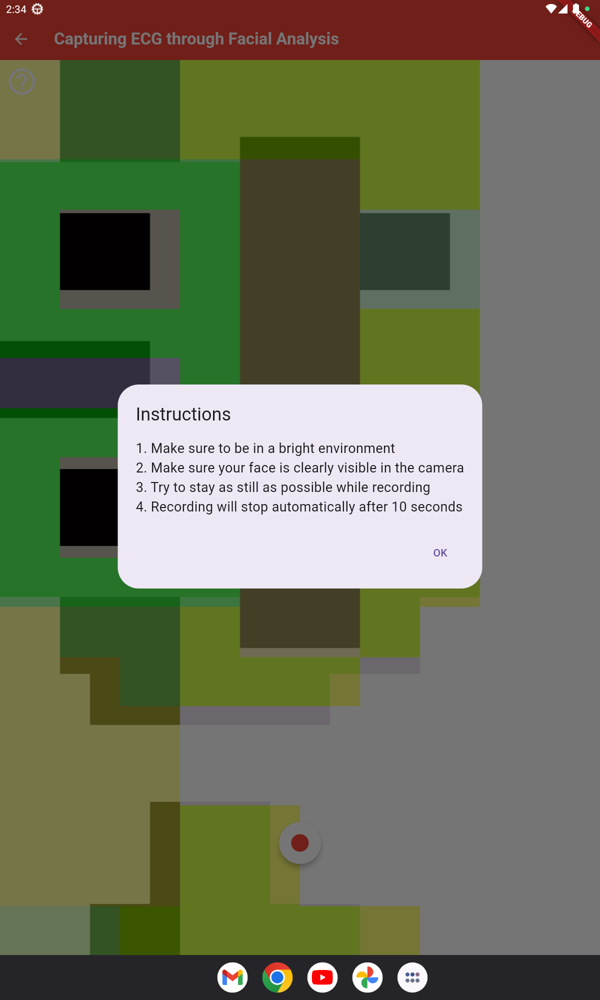 2:34
EBUG
Capturing ECG through Facial Analysis
Instructions
1. Make sure to be in a bright environment
2. Make sure your face is clearly visible in the camera
3. Try to stay as still as possible while recording
4. Recording will stop automatically after 10 seconds
OK